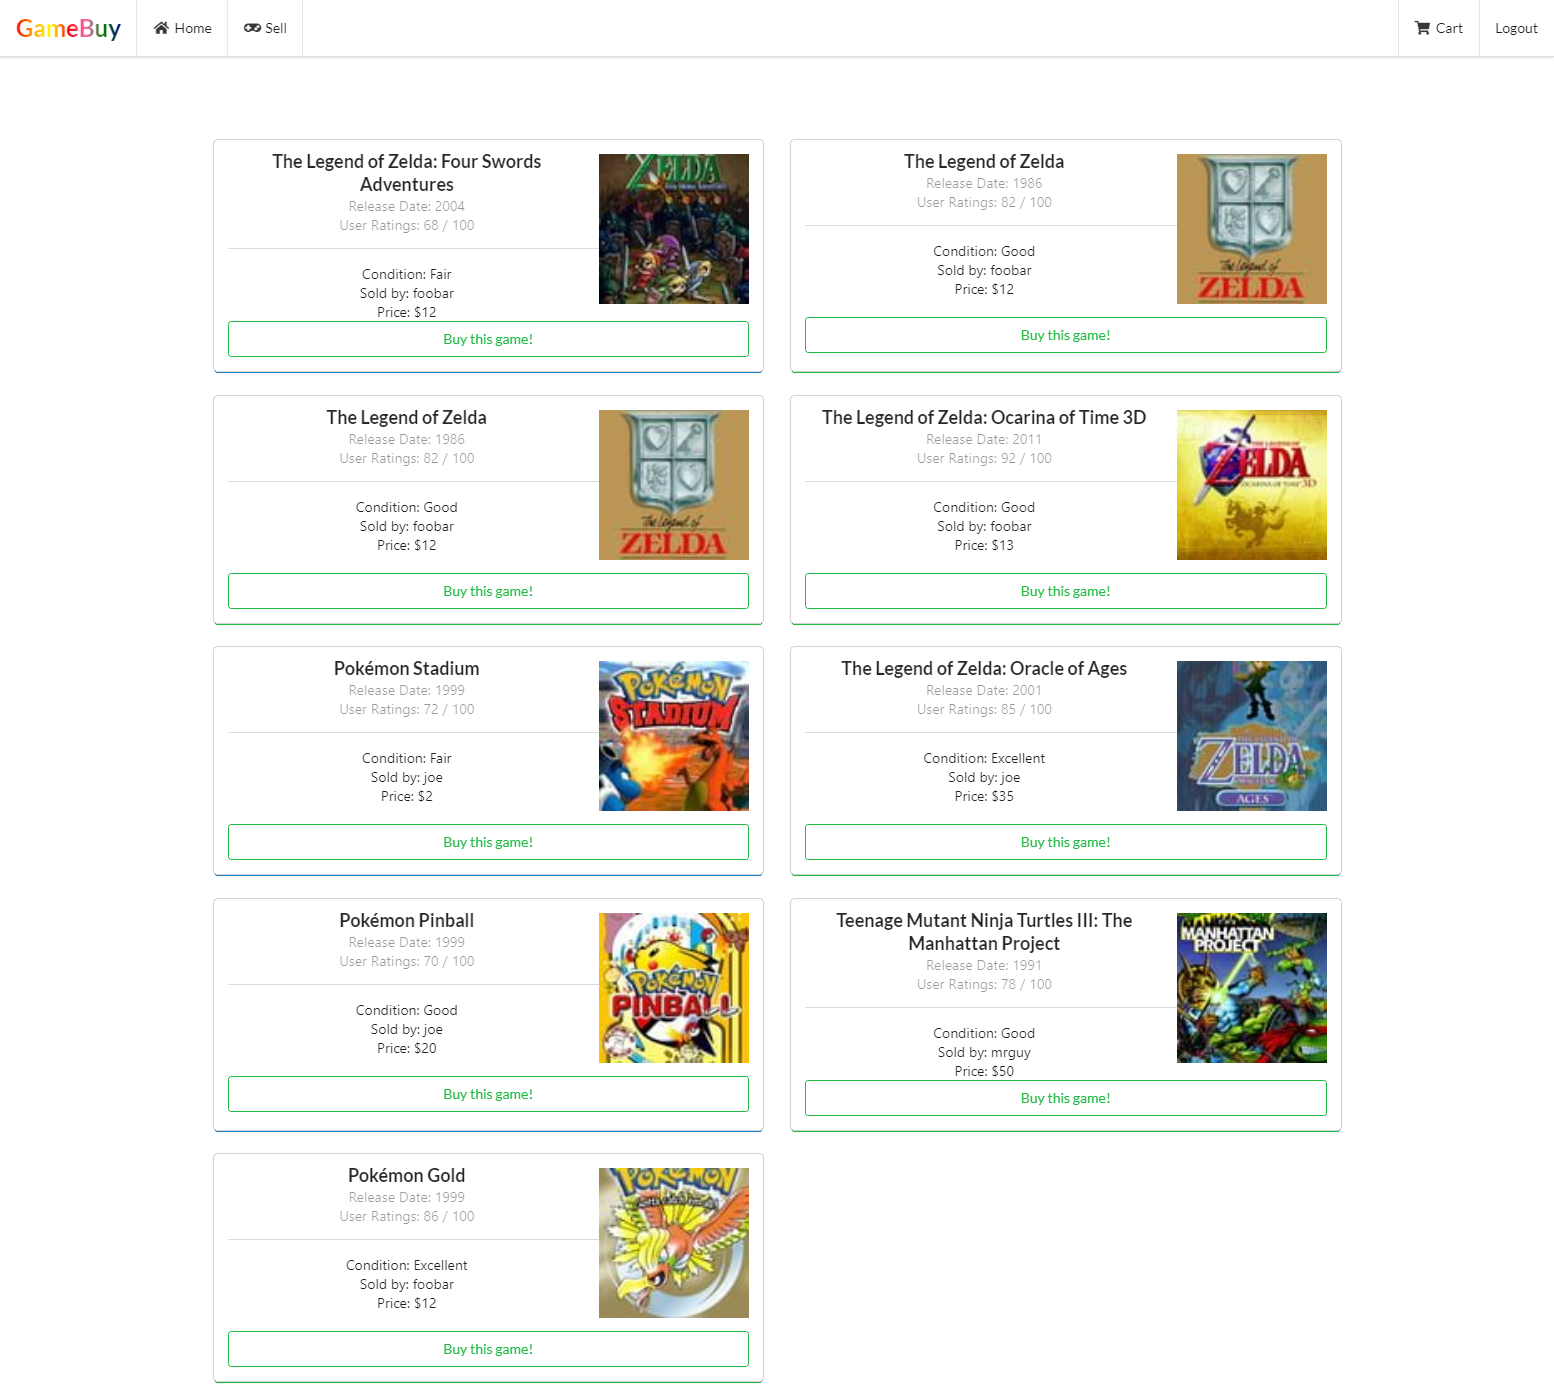 GameBuy
Home
Sell
Cart
Logout
The Legend of Zelda: Four Swords
Adventures
Release Date: 2004
User Ratings: 68 / 100
Condition: Fair
Sold by: foobar
Price: $12
ZELDA
Buy this game!
The Legend of Zelda
Release Date: 1986
User Ratings: 82 / 100
Condition: Good
Sold by: foobar
Price: $12
The Legend of
ZELDA
Buy this game!
The Legend of Zelda
Release Date: 1986
User Ratings: 82 / 100
Condition: Good
Sold by: foobar
Price: $12
The Legend of
ZELDA
Buy this game!
The Legend of Zelda: Ocarina of Time 3D
Release Date: 2011
User Ratings: 92 / 100
Condition: Good
Sold by: foobar
Price: $13
THE LEGEND OF
ZELDA
OCARINA OF TIME 3D
Buy this game!
Pokémon Stadium
Release Date: 1999
User Ratings: 72 / 100
Condition: Fair
Sold by: joe
Price: $2
POKéMON
STADIUM
Buy this game!
The Legend of Zelda: Oracle of Ages
Release Date: 2001
User Ratings: 85 / 100
Condition: Excellent
Sold by: joe
Price: $35
ZELDA
AGES
Buy this game!
Pokémon Pinball
Release Date: 1999
User Ratings: 70 / 100
Condition: Good
Sold by: joe
Price: $20
POKéMON
PINBALL
Buy this game!
Teenage Mutant Ninja Turtles III: The
Manhattan Project
Release Date: 1991
User Ratings: 78 / 100
Condition: Good
Sold by: mrguy
Price: $50
MANHATTAN
PROJECT
Buy this game!
Pokémon Gold
Release Date: 1999
User Ratings: 86 / 100
Condition: Excellent
Sold by: foobar
Price: $12
POKéMON
Buy this game!